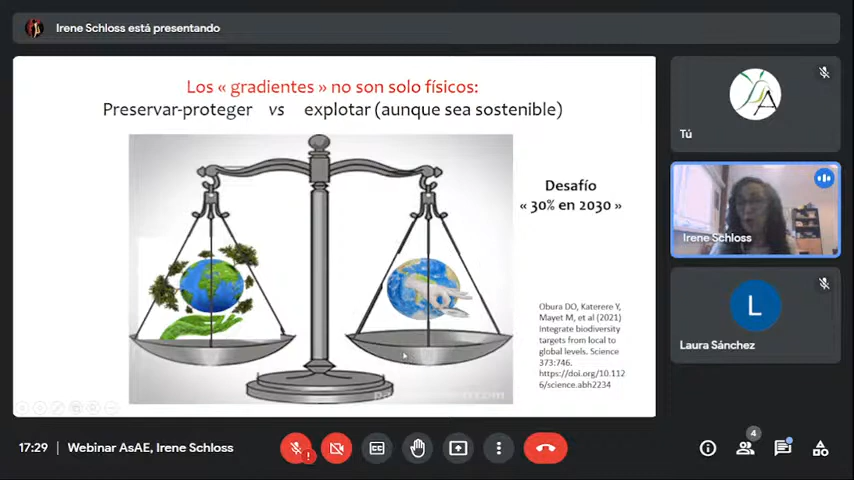 Irene Schloss está presentando
Los « gradientes » no son solo físicos:
Preservar-proteger vs explotar (aunque sea sostenible)
Desafío
« 30% en 2030 »
Obura DO, Katerere Y,
Mayet M, et al (2021)
Integrate biodiversity
targets from local to
global levels. Science
373:746.
https://doi.org/10.112
6/science.abh2234
Tú
Irene Schloss
L
Laura Sánchez
17:29 | Webinar AsAE, Irene Schloss
CC
4